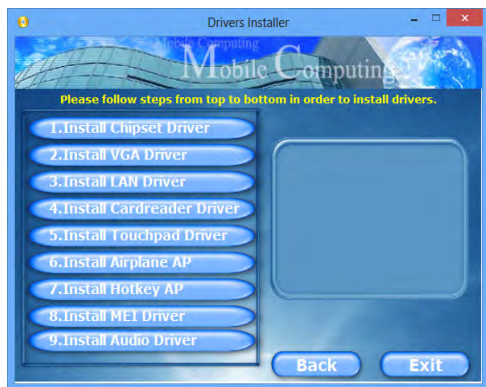 Drivers Installer
Mobile Computing
Mobile Computing
Please follow steps from top to bottom in order to install drivers.
1.Install Chipset Driver
2.Install VGA Driver
3.Install LAN Driver
4.Install Cardreader Driver
5.Install Touchpad Driver
6.Install Airplane AP
7.Install Hotkey AP
8.Install MEI Driver
9.Install Audio Driver
Back
Exit